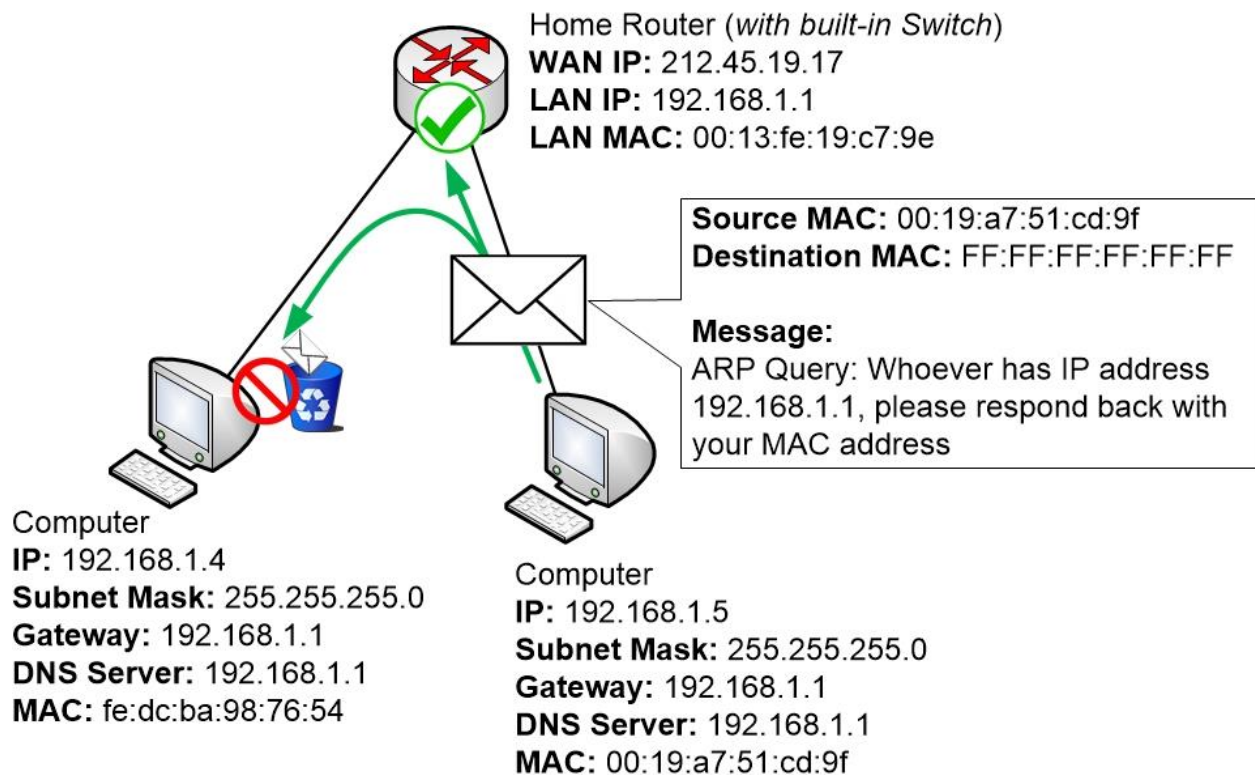 Home Router (with built-in Switch)
WAN IP: 212.45.19.17
LAN IP: 192.168.1.1
LAN MAC: 00:13:fe:19:c7:9e
Source MAC: 00:19:a7:51:cd:9f
Destination MAC: FF:FF:FF:FF:FF:FF
Message:
ARP Query: Whoever has IP address
192.168.1.1, please respond back with
your MAC address
Computer
IP: 192.168.1.4
Subnet Mask: 255.255.255.0
Gateway: 192.168.1.1
DNS Server: 192.168.1.1
MAC: fe:dc:ba:98:76:54
Computer
IP: 192.168.1.5
Subnet Mask: 255.255.255.0
Gateway: 192.168.1.1
DNS Server: 192.168.1.1
MAC: 00:19:a7:51:cd:9f